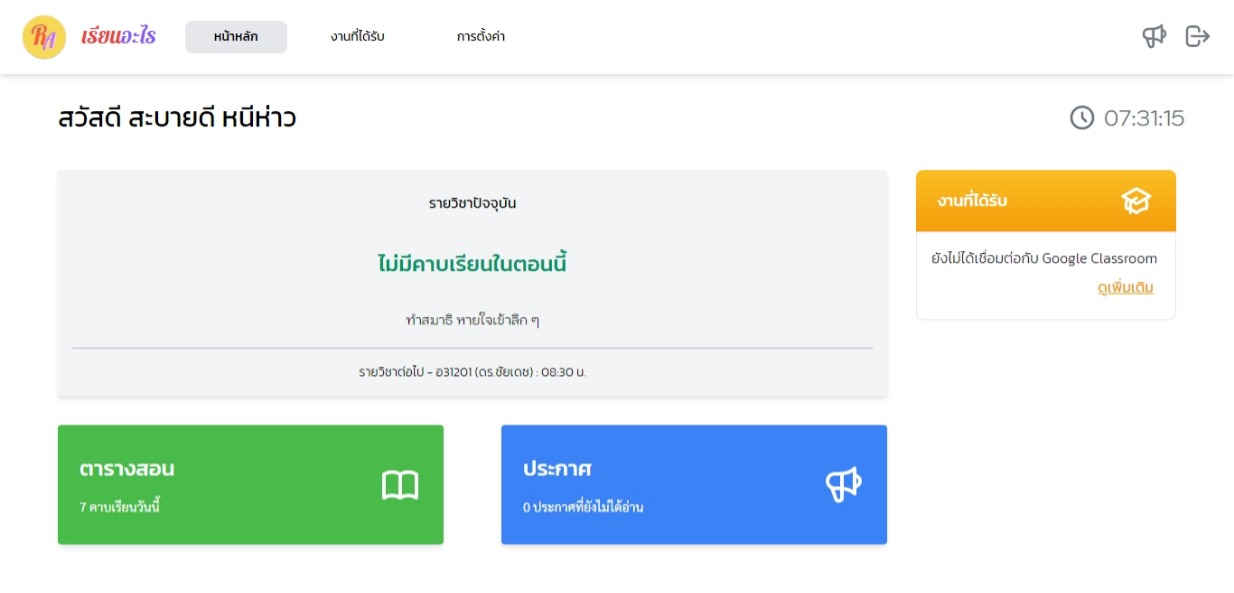 RA เรียนอะไร หน้าหลัก งานที่ได้รับ การตั้งค่า
สวัสดี สะบายดี หนีห่าว
07:31:15
รายวิชาปัจจุบัน
ไม่มีคาบเรียนในตอนนี้
ทำสมาธิ หายใจเข้าลึก ๆ
รายวิชาต่อไป - อ31201 (ดร.ชัยเดช) : 08:30 น.
งานที่ได้รับ
ยังไม่ได้เชื่อมต่อกับ Google Classroom
ดูเพิ่มเติม
ตารางสอน
7 คาบเรียนวันนี้
ประกาศ
0 ประกาศที่ยังไม่ได้อ่าน